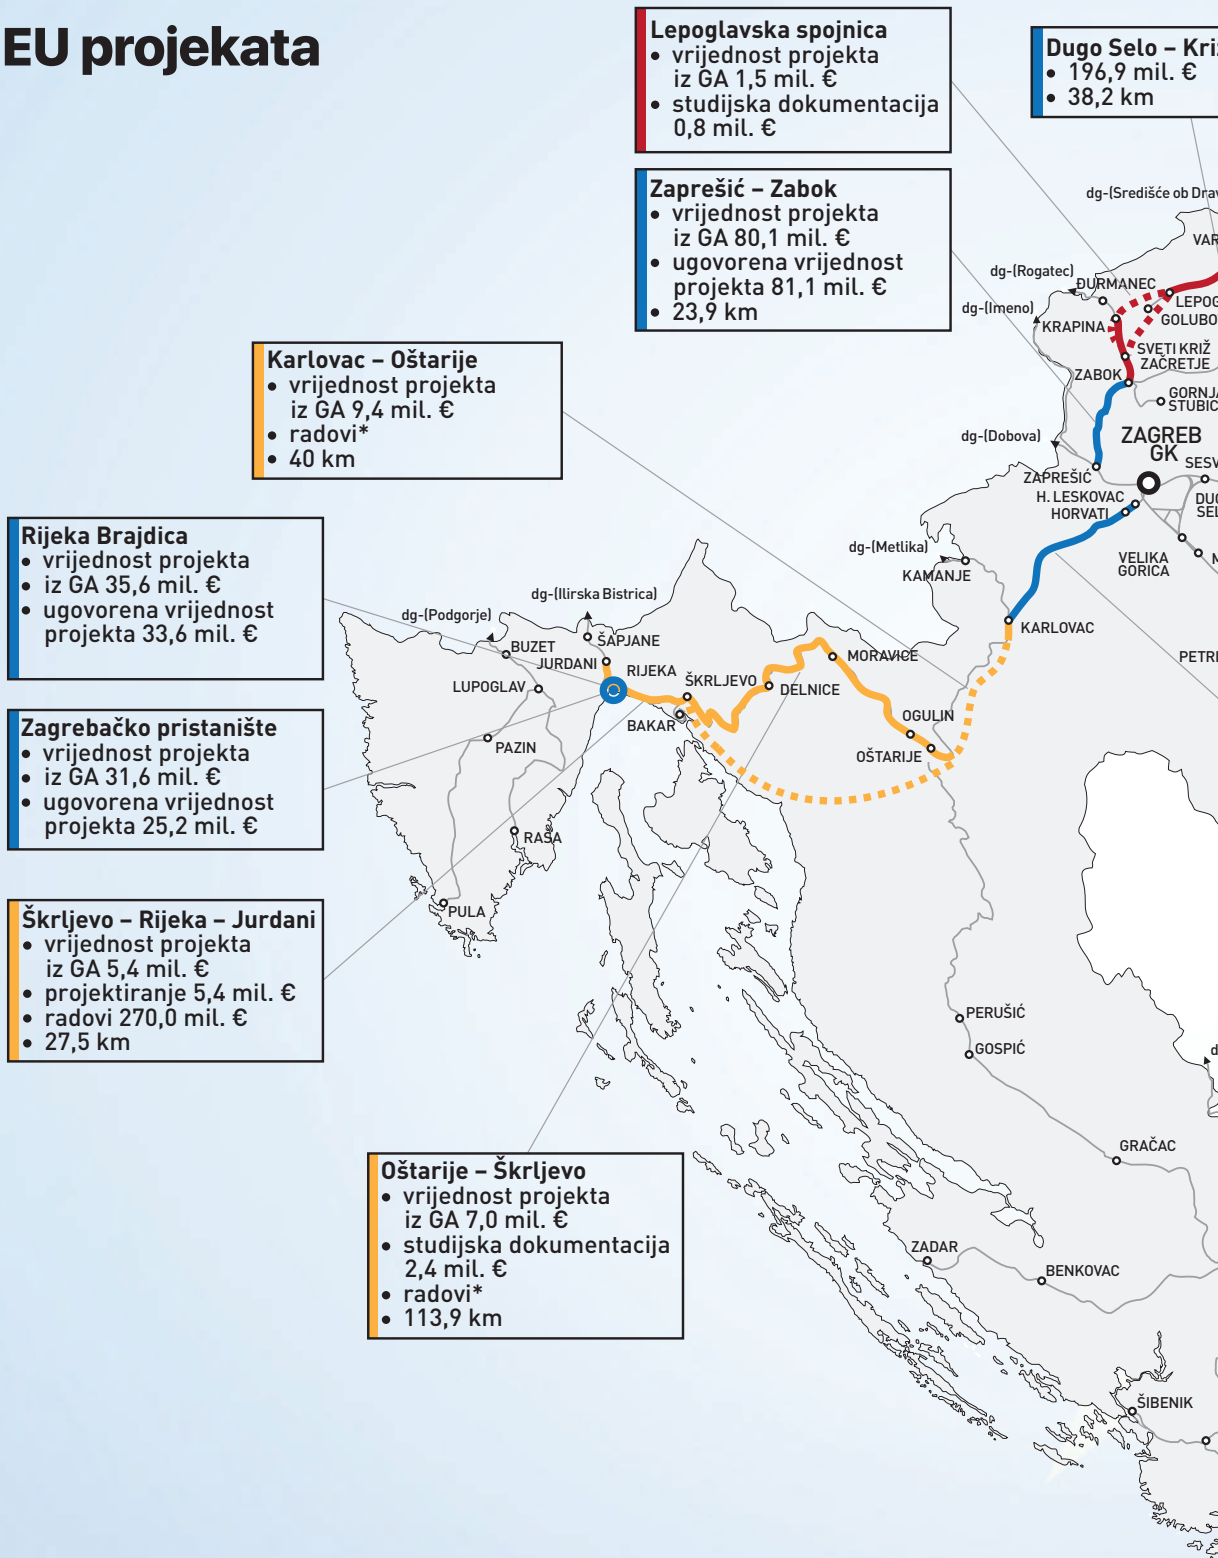 EU projekata
Lepoglavska spojnica
• vrijednost projekta
iz GA 1,5 mil. €
• studijska dokumentacija
0,8 mil. €
Dugo Selo – Kri
• 196,9 mil. €
• 38,2 km
Zaprešić – Zabok
• vrijednost projekta
iz GA 80,1 mil. €
• ugovorena vrijednost
projekta 81,1 mil. €
• 23,9 km
Karlovac – Oštarije
• vrijednost projekta
iz GA 9,4 mil. €
• radovi*
• 40 km
Rijeka Brajdica
• vrijednost projekta
• iz GA 35,6 mil. €
• ugovorena vrijednost
projekta 33,6 mil. €
Zagrebačko pristanište
• vrijednost projekta
• iz GA 31,6 mil. €
• ugovorena vrijednost
projekta 25,2 mil. €
Škrljevo – Rijeka – Jurdani
• vrijednost projekta
iz GA 5,4 mil. €
• projektiranje 5,4 mil. €
• radovi 270,0 mil. €
• 27,5 km
Oštarije – Škrljevo
• vrijednost projekta
iz GA 7,0 mil. €
• studijska dokumentacija
2,4 mil. €
• radovi*
• 113,9 km
dg-(Središće ob Drav
VAR
dg-(Rogatec)
ĐURMANEC
LEPOG
dg-(Imeno)
GOLUBO
KRAPINA
SVETI KRIŽ
ZAČRETJE
ZABOK
GORNJA
STUBIC
dg-(Dobova)
ZAGREB
GK
SESV
ZAPREŠIĆ
H. LESKOVAC
HORVATI
DUG
SEL
VELIKA
GORICA
dg-(Metlika)
KAMANJE
KARLOVAC
PETRI
dg-(Ilirska Bistrica)
dg-(Podgorje)
ŠAPJANE
BUZET
JURDANI
RIJEKA
LUPOGLAV
ŠKRLJEVO
DELNICE
MORAVICE
BAKAR
OGULIN
OŠTARIJE
PAZIN
RAŠA
PULA
PERUŠIĆ
GOSPIĆ
d
GRAČAC
ZADAR
BENKOVAC
ŠIBENIK